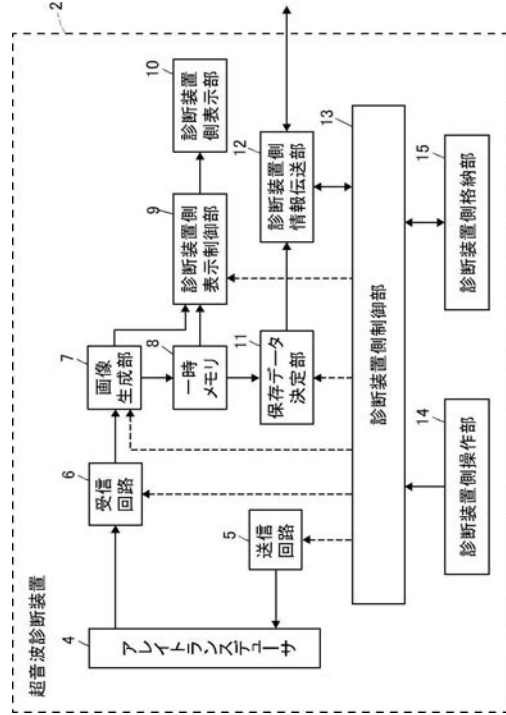 超音波診断装置
2
4
アレイトランスデューサ
6
受信
回路
5
送信
回路
7
画像
生成部
8
一時
メモリ
11
保存データ
決定部
9
診断装置側
表示制御部
10
診断装置
側表示部
12
診断装置側
情報伝送部
13
診断装置側制御部
14
診断装置側操作部
15
診断装置側格納部